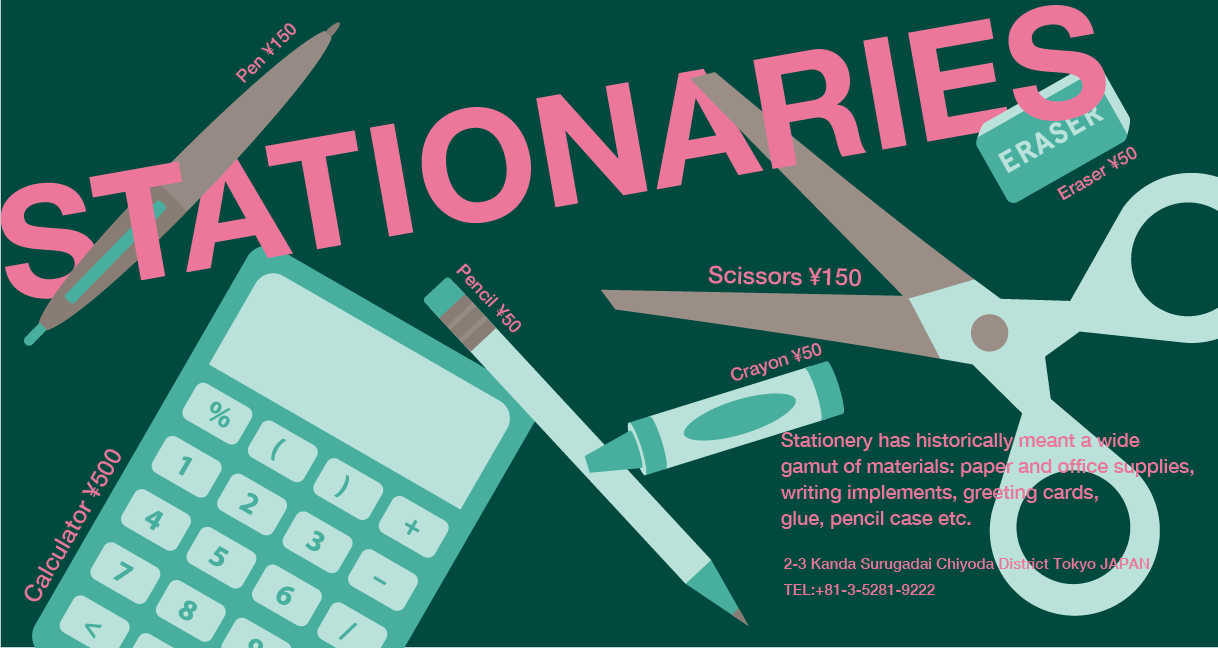 Pen ¥150
STATIONARIES
ERASER
Eraser ¥50
Scissors ¥150
Pencil ¥50
Crayon ¥50
Calculator ¥500
% ( ) +
1 2 3 –
4 5 6 /
7 8 9
<
Stationery has historically meant a wide
gamut of materials: paper and office supplies,
writing implements, greeting cards,
glue, pencil case etc.
2-3 Kanda Surugadai Chiyoda District Tokyo JAPAN
TEL:+81-3-5281-9222